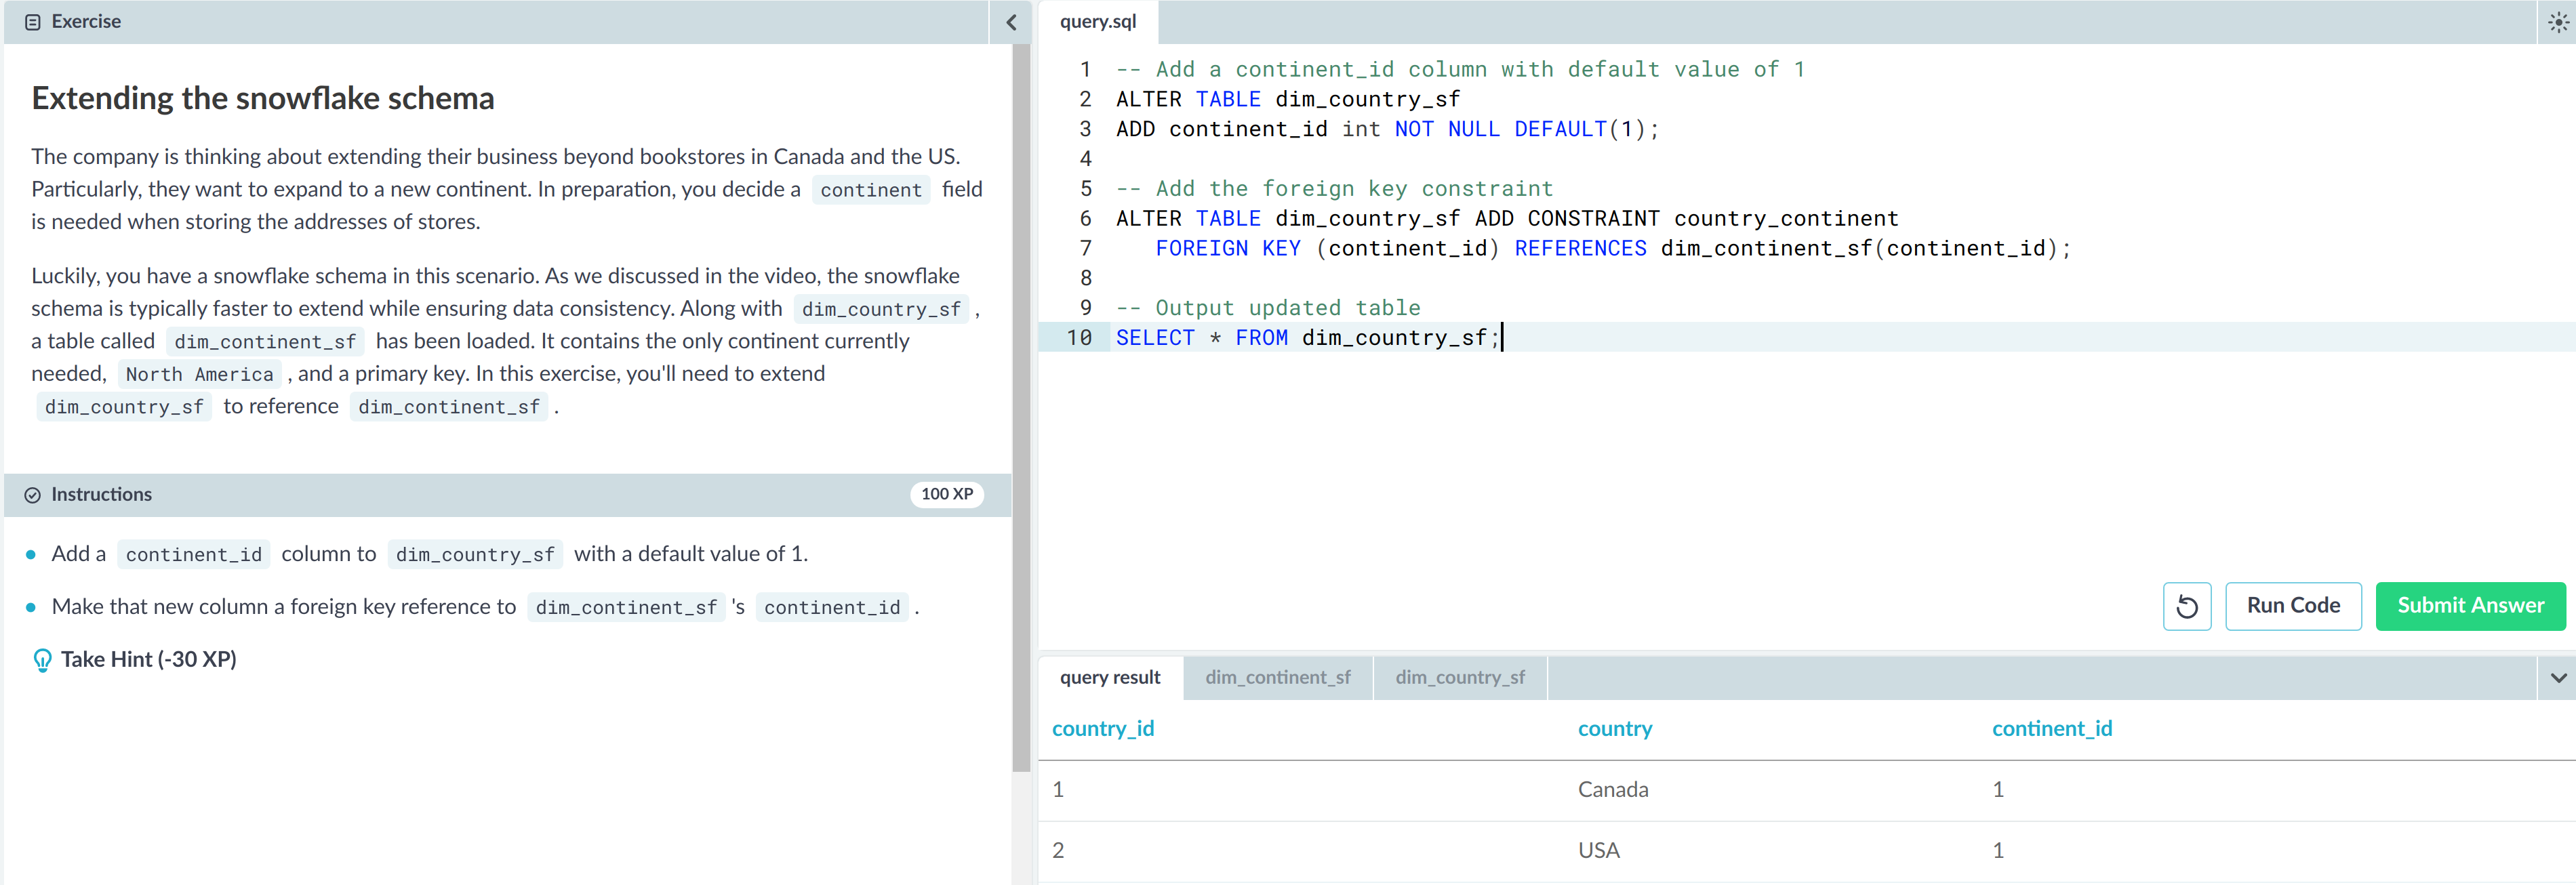 Exercise
Extending the snowflake schema
The company is thinking about extending their business beyond bookstores in Canada and the US.
Particularly, they want to expand to a new continent. In preparation, you decide a continent field
is needed when storing the addresses of stores.
Luckily, you have a snowflake schema in this scenario. As we discussed in the video, the snowflake
schema is typically faster to extend while ensuring data consistency. Along with dim_country_sf ,
a table called dim_continent_sf has been loaded. It contains the only continent currently
needed, North America , and a primary key. In this exercise, you'll need to extend
dim_country_sf to reference dim_continent_sf .
Instructions
100 XP
Add a continent_id column to dim_country_sf with a default value of 1.
Make that new column a foreign key reference to dim_continent_sf 's continent_id .
Take Hint (-30 XP)
query.sql
1 -- Add a continent_id column with default value of 1
2 ALTER TABLE dim_country_sf
3 ADD continent_id int NOT NULL DEFAULT(1);
4
5 -- Add the foreign key constraint
6 ALTER TABLE dim_country_sf ADD CONSTRAINT country_continent
7 FOREIGN KEY (continent_id) REFERENCES dim_continent_sf(continent_id);
8
9 -- Output updated table
10 SELECT * FROM dim_country_sf;
Run Code
Submit Answer
query result dim_continent_sf dim_country_sf
country_id country continent_id
1 Canada 1
2 USA 1